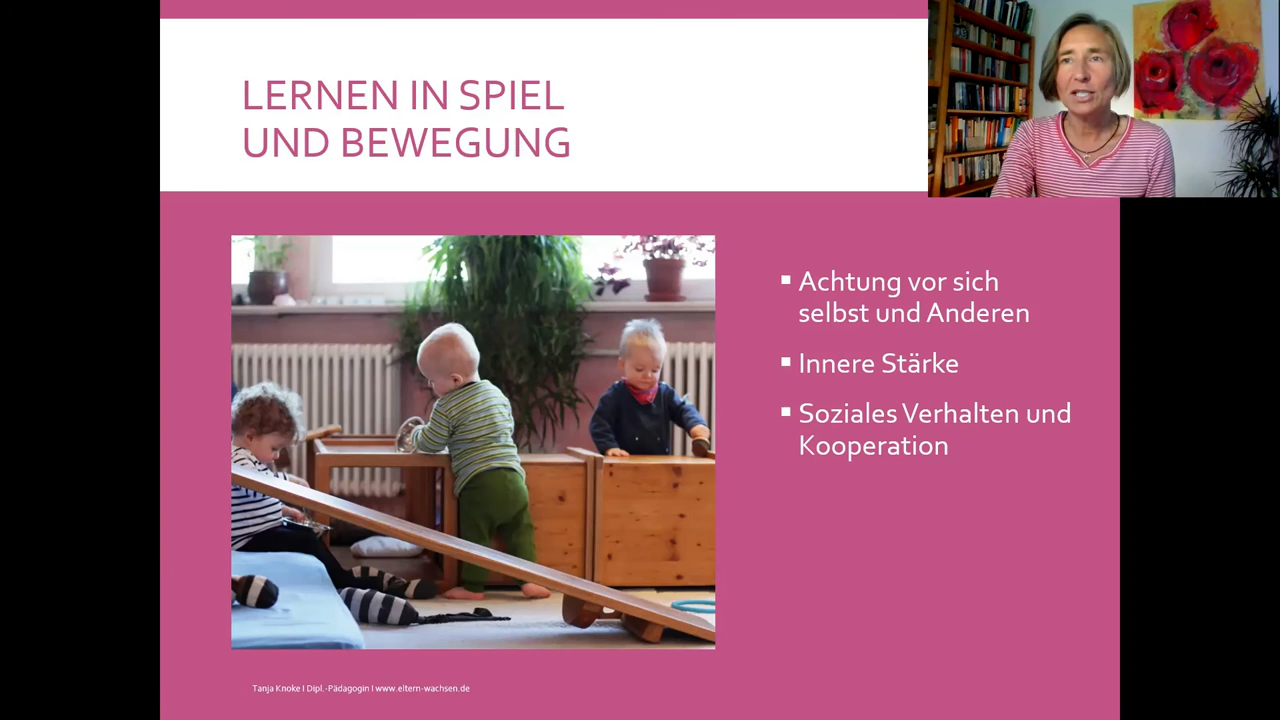 LERNEN IN SPIEL
UND BEWEGUNG
▪ Achtung vor sich
selbst und Anderen
▪ Innere Stärke
▪ Soziales Verhalten und
Kooperation
Tanja Knoke I Dipl.-Pädagogin I www.eltern-wachsen.de